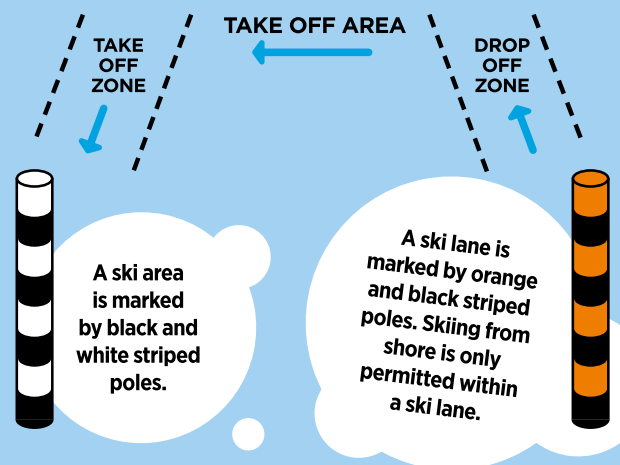 TAKE OFF AREA
TAKE
OFF
ZONE
DROP
OFF
ZONE
A ski area
is marked
by black and
white striped
poles.
A ski lane is
marked by orange
and black striped
poles. Skiing from
shore is only
permitted within
a ski lane.